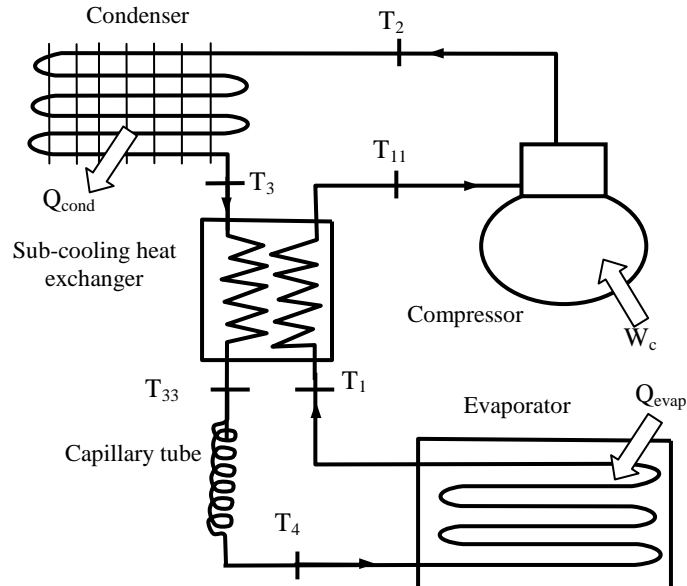 Condenser
T2
T11
Qcond
T3
Sub-cooling heat
exchanger
Compressor
Wc
T33
T1
Evaporator
Qevap
Capillary tube
T4